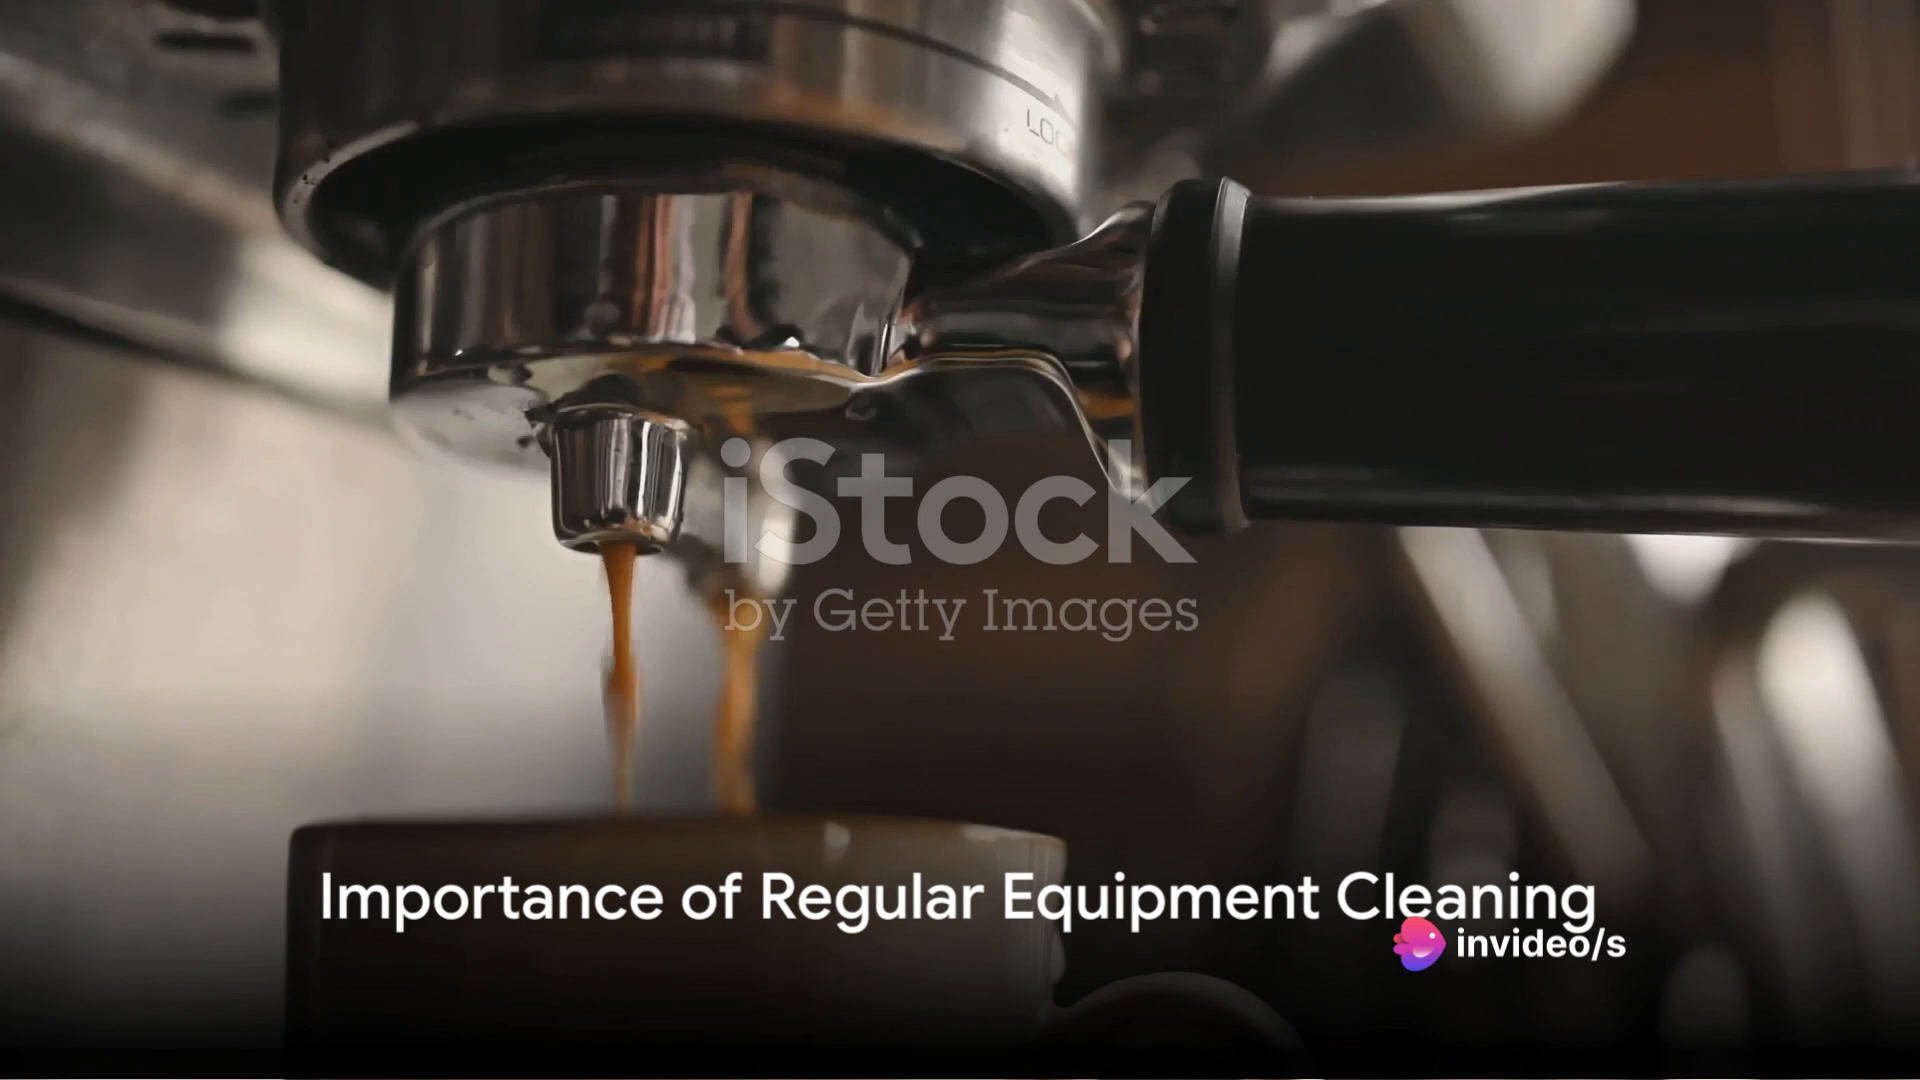 iStock
by Getty Images
Importance of Regular Equipment Cleaning
invideo/s